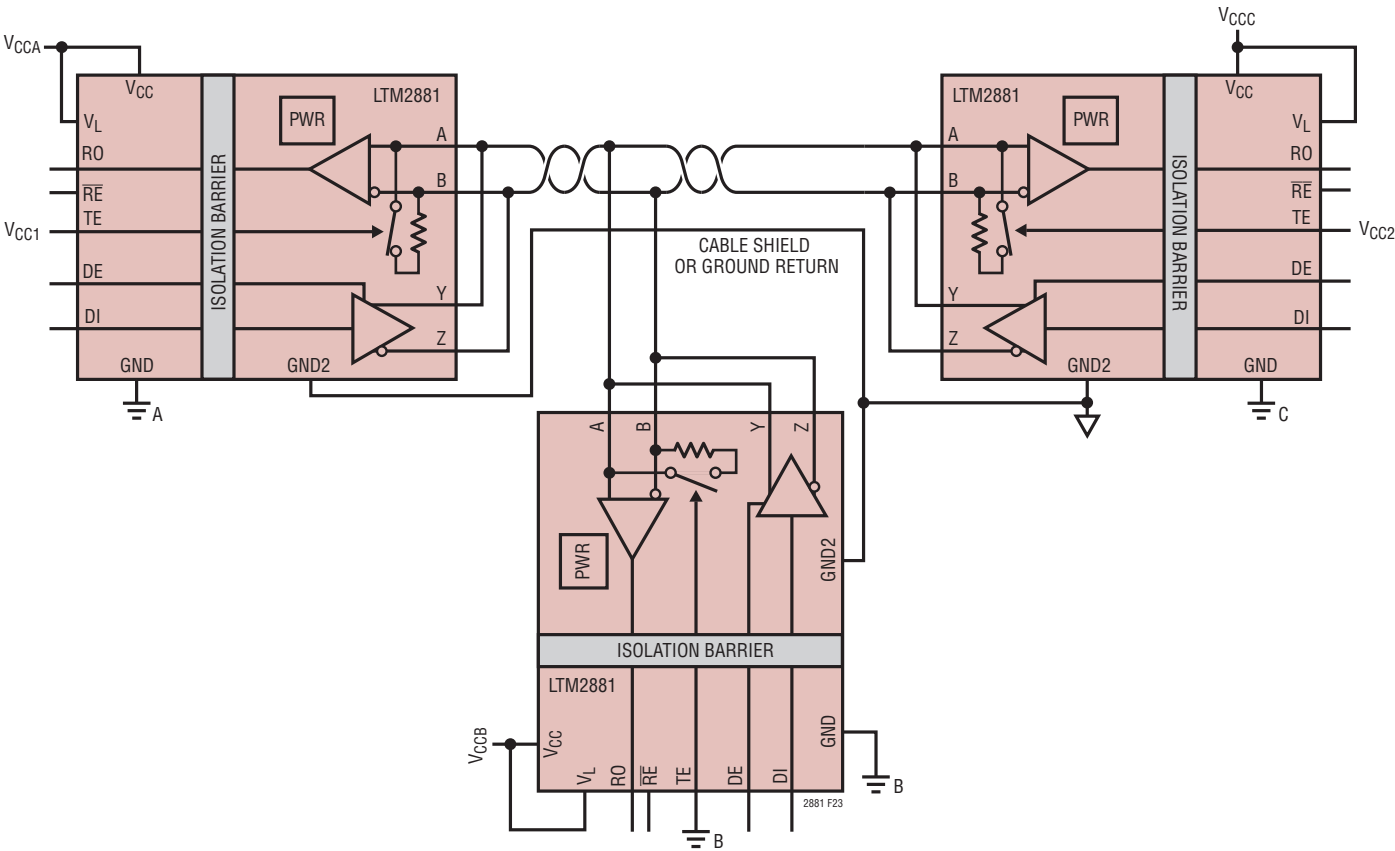 VCCA
VCC
LTM2881
PWR
VL
RO
RE
TE
VCC1
DE
DI
GND
A
ISOLATION BARRIER
GND2
A
B
Y
Z
CABLE SHIELD
OR GROUND RETURN
VCCC
LTM2881
PWR
VCC
VL
RO
RE
TE
VCC2
DE
DI
A
B
Y
Z
ISOLATION BARRIER
GND2
GND
C
A
B
Y
Z
PWR
GND2
ISOLATION BARRIER
LTM2881
VCCB
VCC
VL
RO
RE
TE
DE
DI
GND
B
B
2881 F23